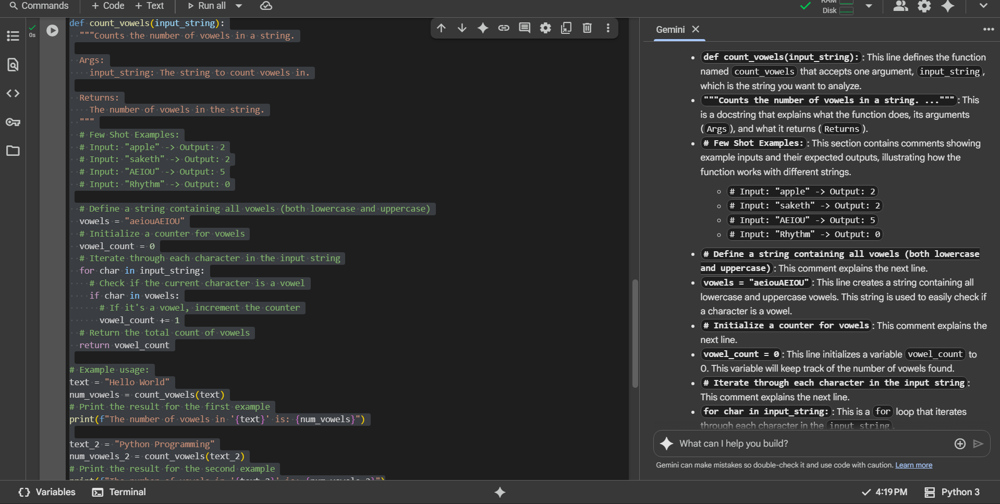 Commands + Code + Text Run all
RAM
Disk
0s
def count_vowels(input_string):
"""Counts the number of vowels in a string.
Args:
input_string: The string to count vowels in.
Returns:
The number of vowels in the string.
"""
# Few Shot Examples:
# Input: "apple" -> Output: 2
# Input: "saketh" -> Output: 2
# Input: "AEIOU" -> Output: 5
# Input: "Rhythm" -> Output: 0
# Define a string containing all vowels (both lowercase and uppercase)
vowels = "aeiouAEIOU"
# Initialize a counter for vowels
vowel_count = 0
# Iterate through each character in the input string
for char in input_string:
# Check if the current character is a vowel
if char in vowels:
# If it's a vowel, increment the counter
vowel_count += 1
# Return the total count of vowels
return vowel_count
# Example usage:
text = "Hello World"
num_vowels = count_vowels(text)
# Print the result for the first example
print(f"The number of vowels in '{text}' is: {num_vowels}")
text_2 = "Python Programming"
num_vowels_2 = count_vowels(text_2)
# Print the result for the second example
print(f"The number of vowels in '{text_2}' is: {num_vowels_2}")
Gemini
• def count_vowels(input_string): : This line defines the function
named count_vowels that accepts one argument, input_string ,
which is the string you want to analyze.
• """Counts the number of vowels in a string. ...""" : This
is a docstring that explains what the function does, its arguments
( Args ), and what it returns ( Returns ).
• # Few Shot Examples: : This section contains comments showing
example inputs and their expected outputs, illustrating how the
function works with different strings.
◦ # Input: "apple" -> Output: 2
◦ # Input: "saketh" -> Output: 2
◦ # Input: "AEIOU" -> Output: 5
◦ # Input: "Rhythm" -> Output: 0
• # Define a string containing all vowels (both lowercase
and uppercase) : This comment explains the next line.
• vowels = "aeiouAEIOU" : This line creates a string containing all
lowercase and uppercase vowels. This string is used to easily check if
a character is a vowel.
• # Initialize a counter for vowels : This comment explains the
next line.
• vowel_count = 0 : This line initializes a variable vowel_count to
0. This variable will keep track of the number of vowels found.
• # Iterate through each character in the input string :
This comment explains the next line.
• for char in input_string: : This is a for loop that iterates
through each character in the input_string .
What can I help you build?
Gemini can make mistakes so double-check it and use code with caution. Learn more
Variables Terminal
4:19 PM Python 3